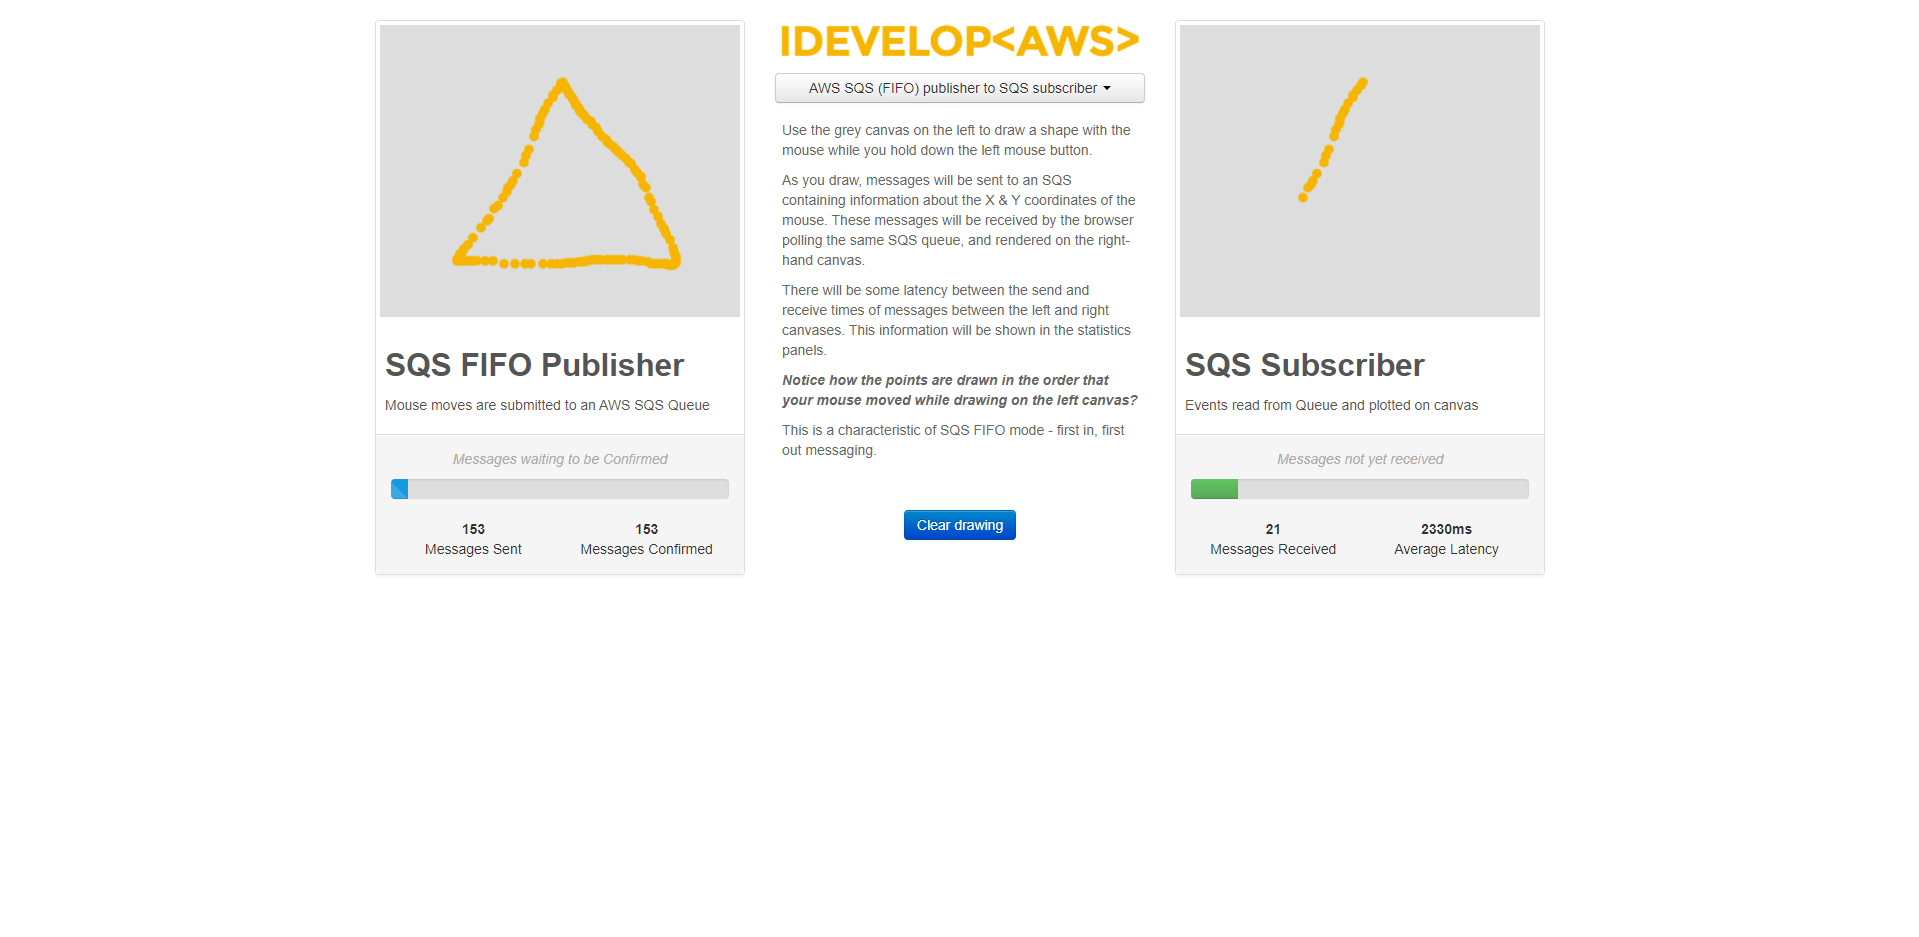 IDEVELOP<AWS>
AWS SQS (FIFO) publisher to SQS subscriber
Use the grey canvas on the left to draw a shape with the
mouse while you hold down the left mouse button.
As you draw, messages will be sent to an SQS
containing information about the X & Y coordinates of the
mouse. These messages will be received by the browser
polling the same SQS queue, and rendered on the right-
hand canvas.
There will be some latency between the send and
receive times of messages between the left and right
canvases. This information will be shown in the statistics
panels.
Notice how the points are drawn in the order that
your mouse moved while drawing on the left canvas?
This is a characteristic of SQS FIFO mode - first in, first
out messaging.
Clear drawing
SQS FIFO Publisher
Mouse moves are submitted to an AWS SQS Queue
Messages waiting to be Confirmed
153 153
Messages Sent Messages Confirmed
SQS Subscriber
Events read from Queue and plotted on canvas
Messages not yet received
21 2330ms
Messages Received Average Latency